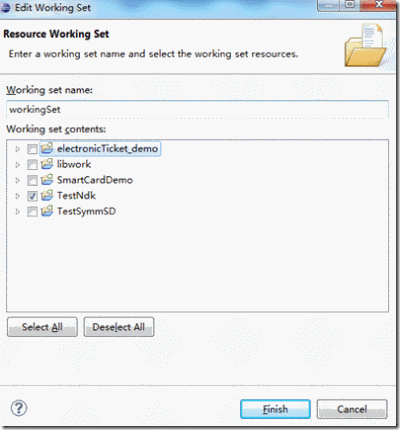 Edit Working Set
Resource Working Set
Enter a working set name and select the working set resources.
Working set name:
workingSet
Working set contents:
electronicTicket_demo
libwork
SmartCardDemo
TestNdk
TestSymmSD
Select All
Deselect All
?
Finish
Cancel